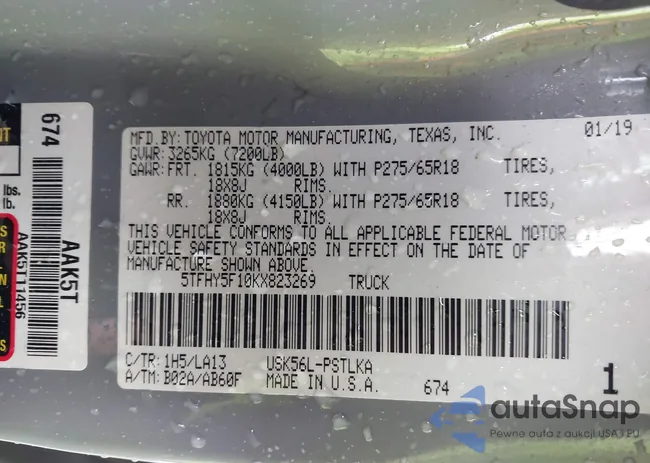 MFD.BY: TOYOTA MOTOR MANUFACTURING, TEXAS, INC. 01/19
GVWR: 3265KG (7200LB)
GAWR: FRT. 1815KG (4000LB) WITH P275/65R18 TIRES,
18X8J RIMS.
RR. 1880KG (4150LB) WITH P275/65R18 TIRES,
18X8J RIMS.
THIS VEHICLE CONFORMS TO ALL APPLICABLE FEDERAL MOTOR
VEHICLE SAFETY STANDARDS IN EFFECT ON THE DATE OF
MANUFACTURE SHOWN ABOVE.
5TFHY5F10KX823269 TRUCK
C/TR: 1H5/LA13 USK56L-PSTLKA
A/TM: B02A/AB60F MADE IN U.S.A. 674 1
674
AAK5T
AAK5T11456
lbs.
lb.
autaSnap
Pewne auta z aukcji USA i PL